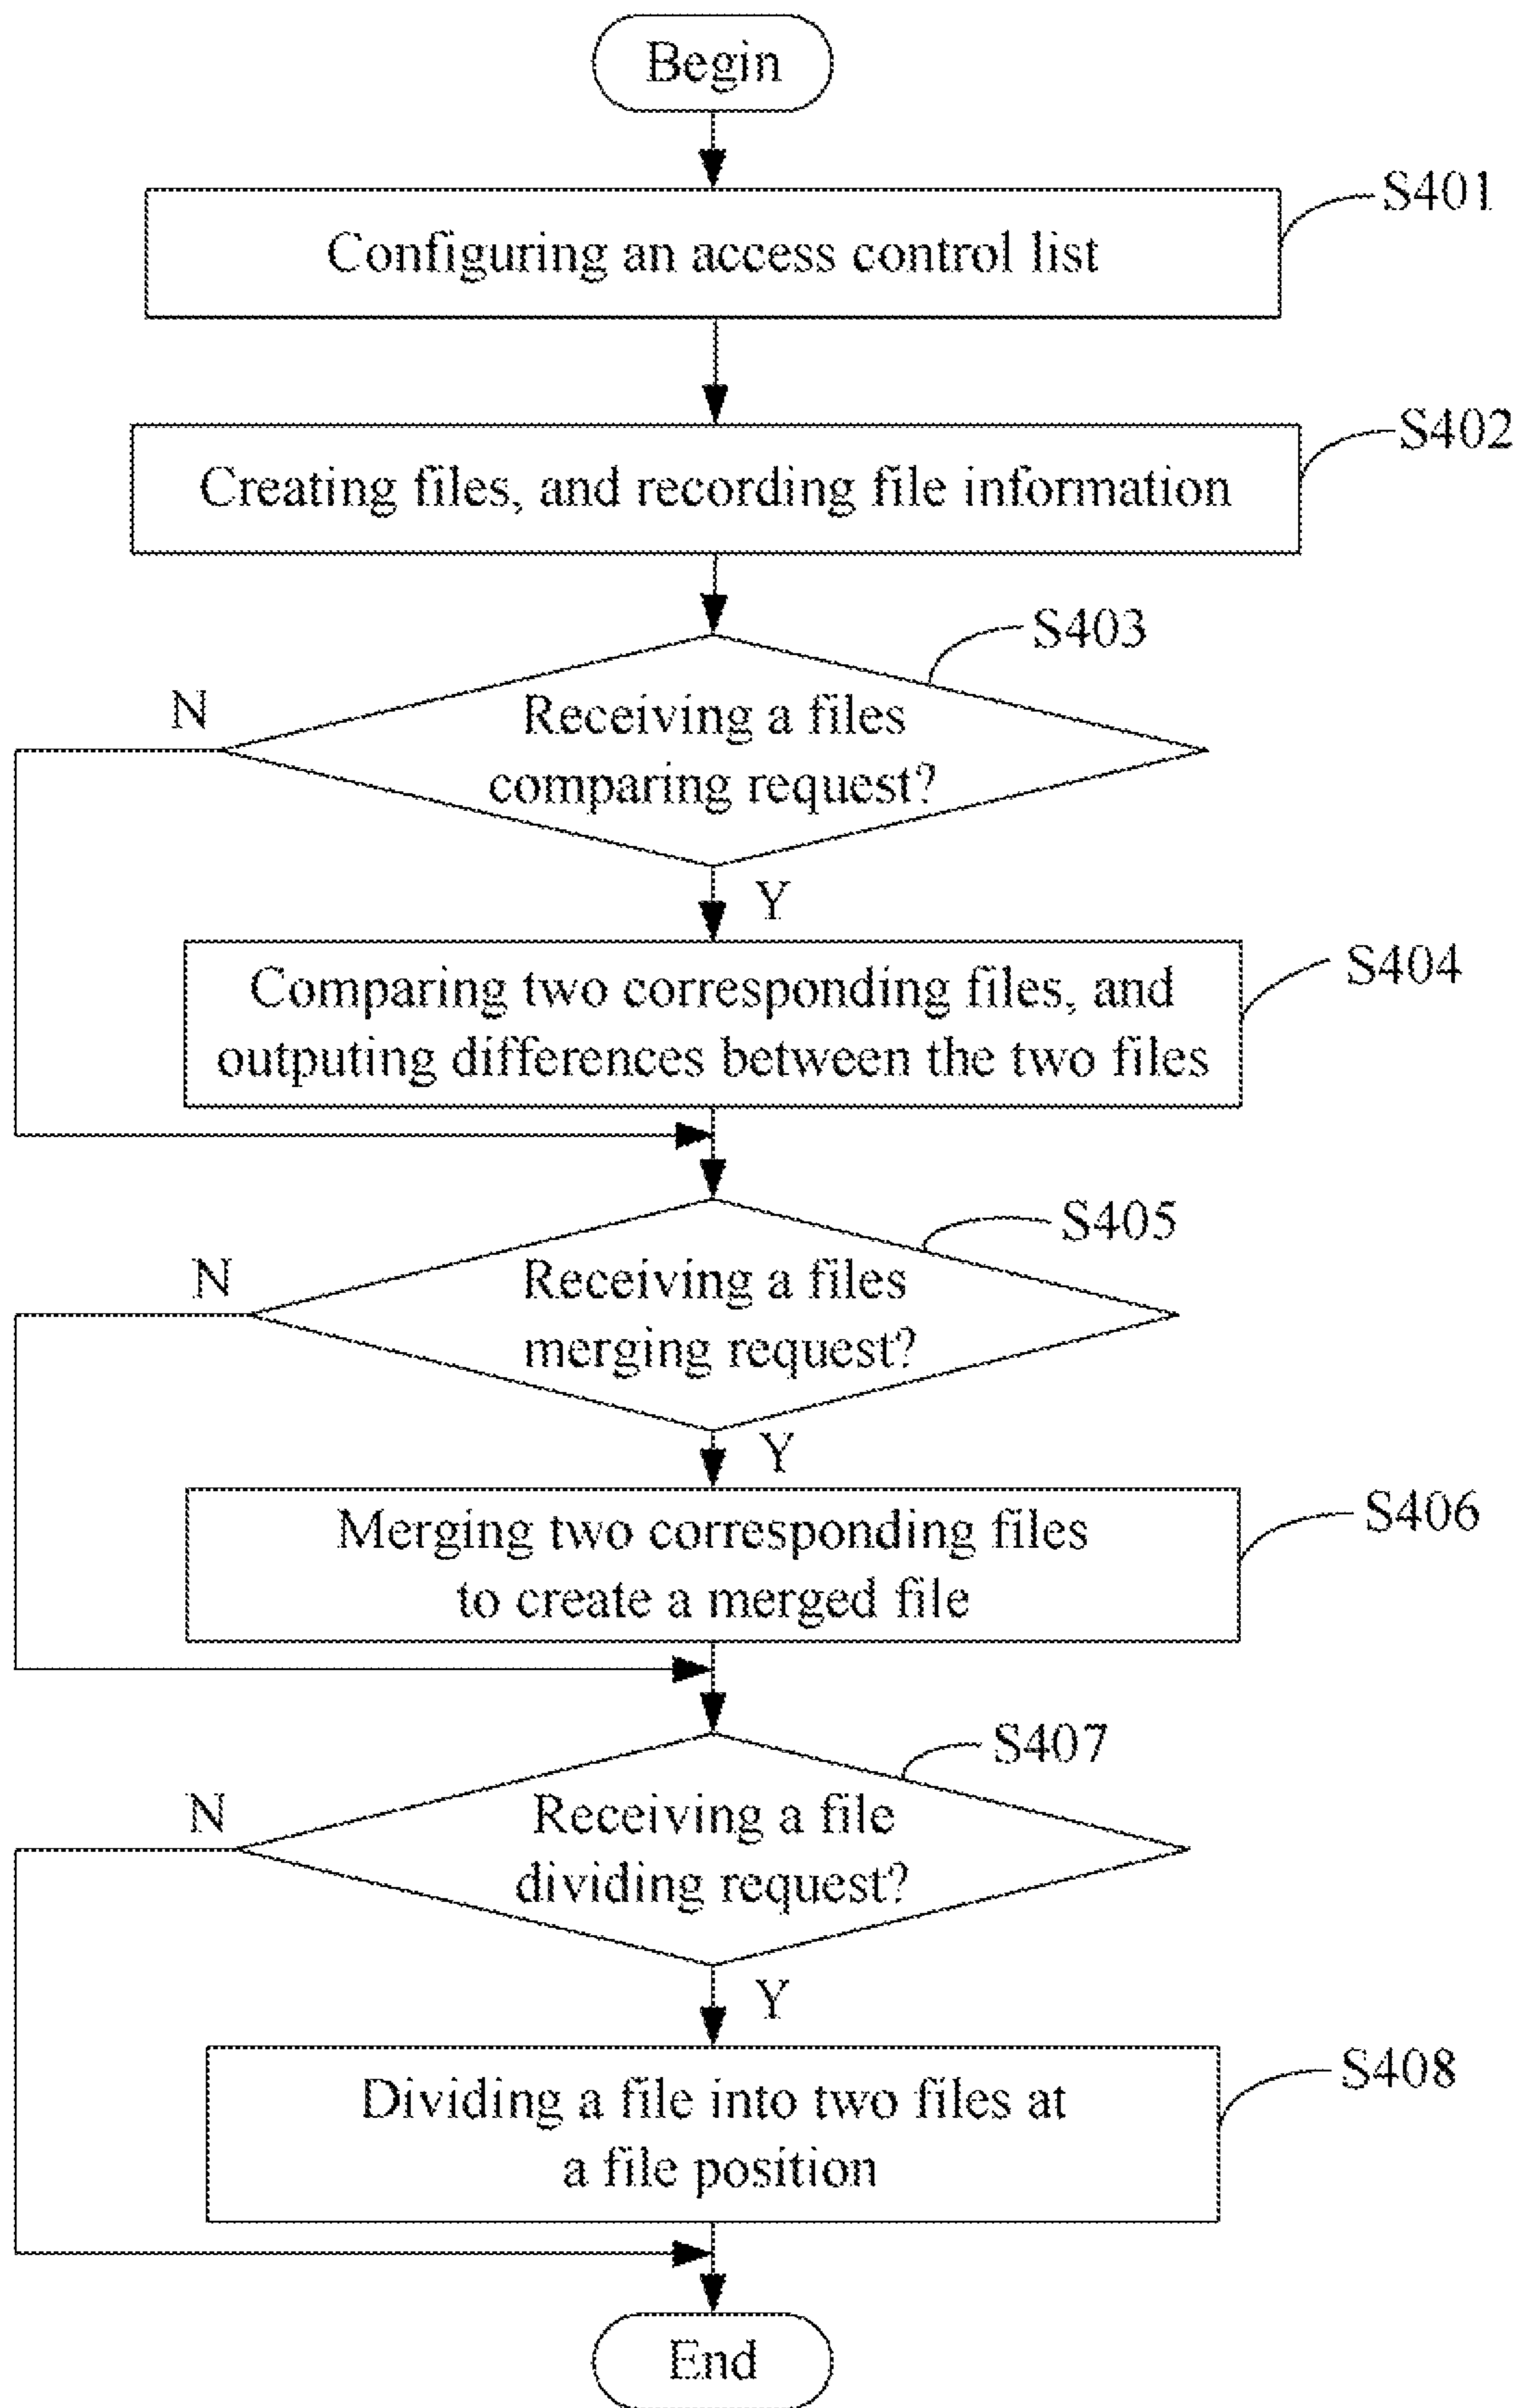 Begin
S401
Configuring an access control list
S402
Creating files, and recording file information
S403
N
Receiving a files
comparing request?
Y
S404
Comparing two corresponding files, and
outputing differences between the two files
S405
N
Receiving a files
merging request?
Y
S406
Merging two corresponding files
to create a merged file
S407
N
Receiving a file
dividing request?
Y
S408
Dividing a file into two files at
a file position
End